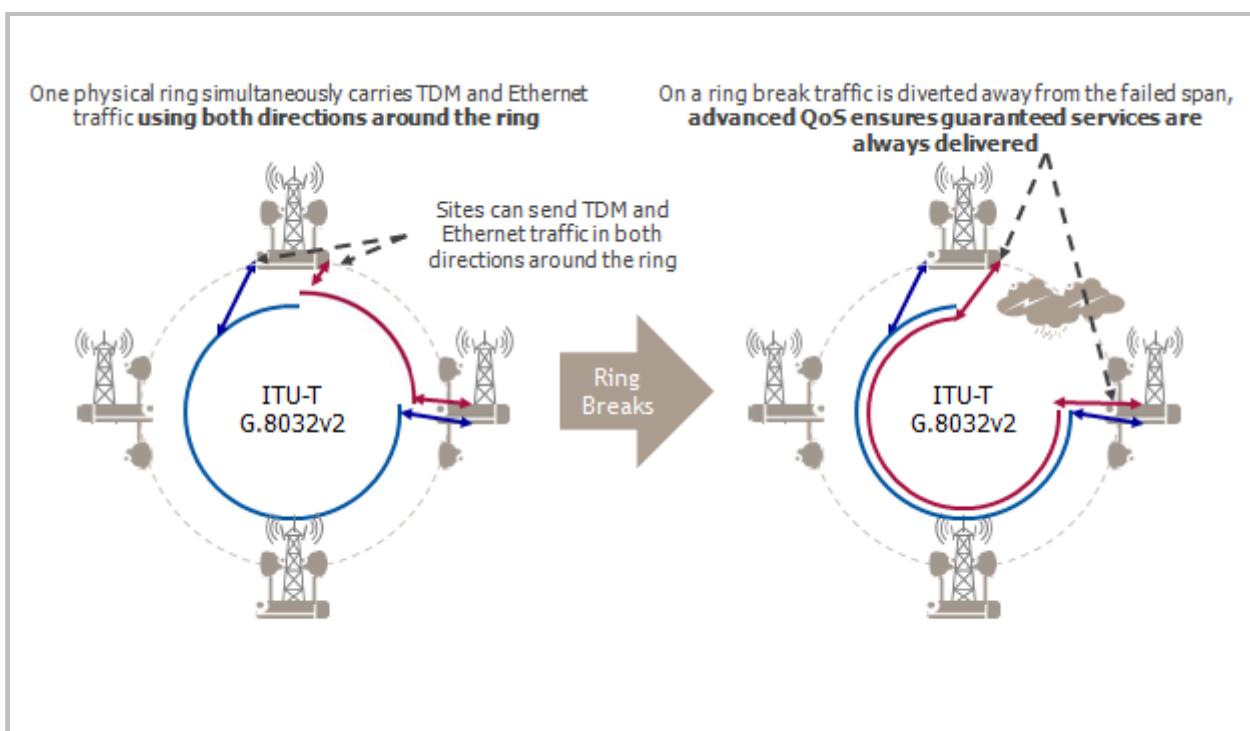 One physical ring simultaneously carries TDM and Ethernet
traffic using both directions around the ring
On a ring break traffic is diverted away from the failed span,
advanced QoS ensures guaranteed services are
always delivered
Sites can send TDM and
Ethernet traffic in both
directions around the ring
ITU-T
G.8032v2
Ring
Breaks
ITU-T
G.8032v2